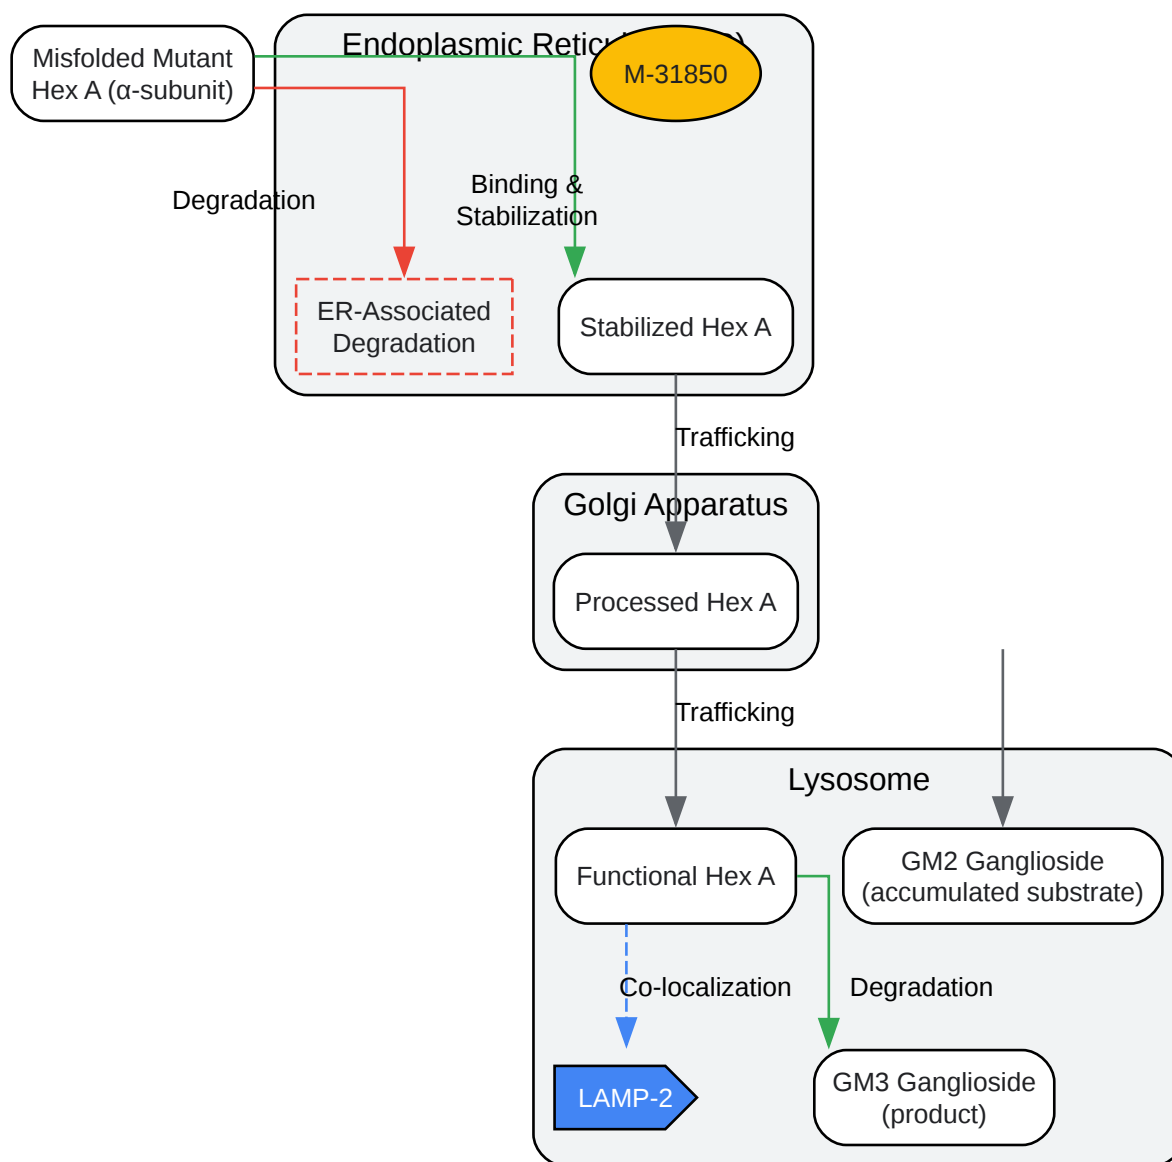 Misfolded Mutant
Hex A (α-subunit)
Endoplasmic
M-31850
Degradation
Binding &
Stabilization
ER-Associated
Degradation
Stabilized Hex A
Trafficking
Golgi Apparatus
Processed Hex A
Trafficking
Lysosome
Functional Hex A
GM2 Ganglioside
(accumulated substrate)
Co-localization
Degradation
LAMP-2
GM3 Ganglioside
(product)